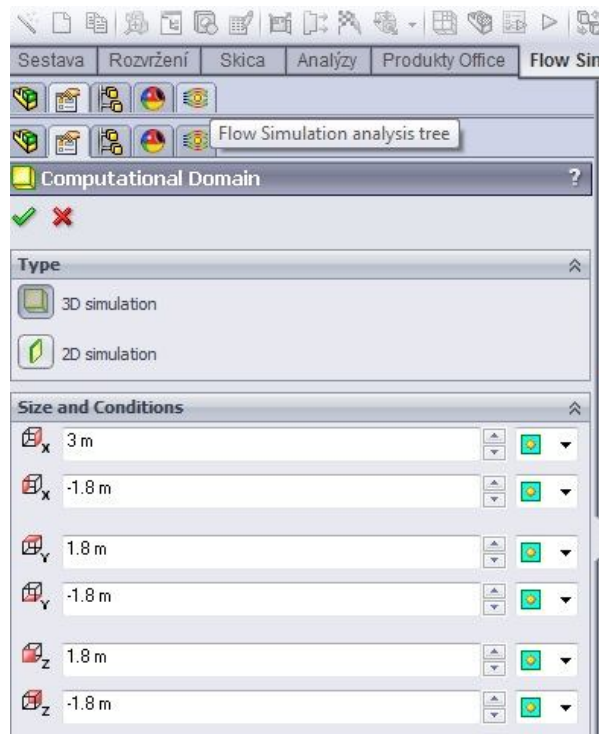 Sestava Rozvržení Skica Analýzy Produkty Office Flow Sim
Flow Simulation analysis tree
Computational Domain ?
Type
3D simulation
2D simulation
Size and Conditions
X 3 m
X -1.8 m
Y 1.8 m
Y -1.8 m
Z 1.8 m
Z -1.8 m